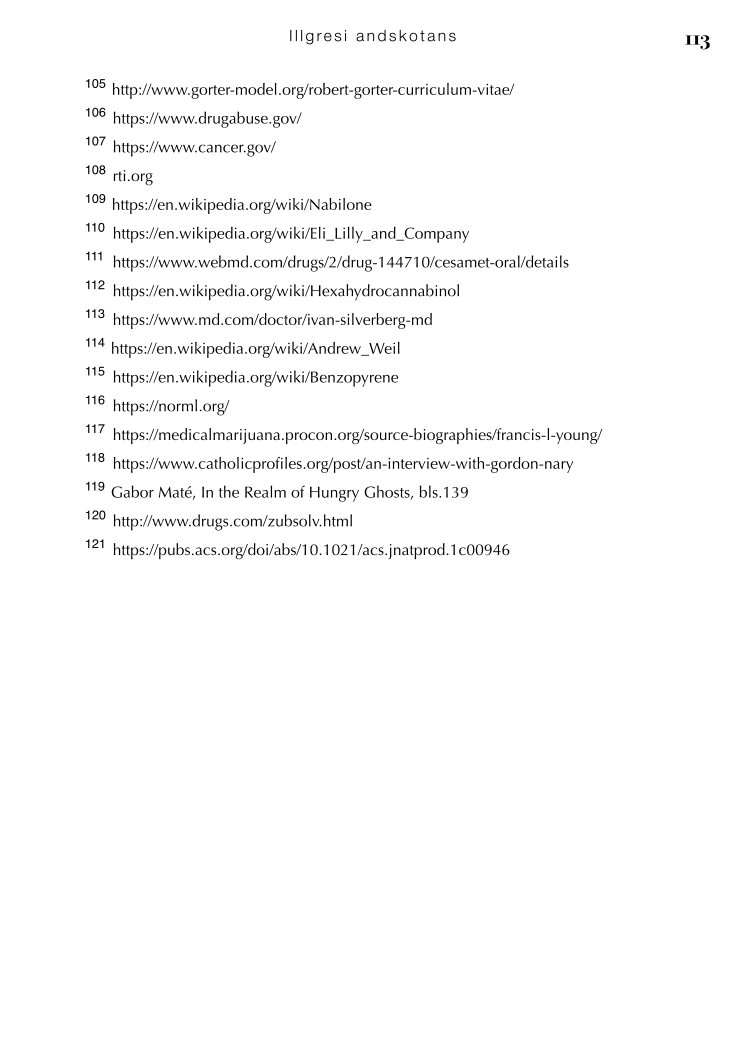 Illgresi andskotans
113
105 http://www.gorter-model.org/robert-gorter-curriculum-vitae/
106 https://www.drugabuse.gov/
107 https://www.cancer.gov/
108 rti.org
109 https://en.wikipedia.org/wiki/Nabilone
110 https://en.wikipedia.org/wiki/Eli_Lilly_and_Company
111 https://www.webmd.com/drugs/2/drug-144710/cesamet-oral/details
112 https://en.wikipedia.org/wiki/Hexahydrocannabinol
113 https://www.md.com/doctor/ivan-silverberg-md
114 https://en.wikipedia.org/wiki/Andrew_Weil
115 https://en.wikipedia.org/wiki/Benzopyrene
116 https://norml.org/
117 https://medicalmarijuana.procon.org/source-biographies/francis-l-young/
118 https://www.catholicprofiles.org/post/an-interview-with-gordon-nary
119 Gabor Maté, In the Realm of Hungry Ghosts, bls.139
120 http://www.drugs.com/zubsolv.html
121 https://pubs.acs.org/doi/abs/10.1021/acs.jnatprod.1c00946